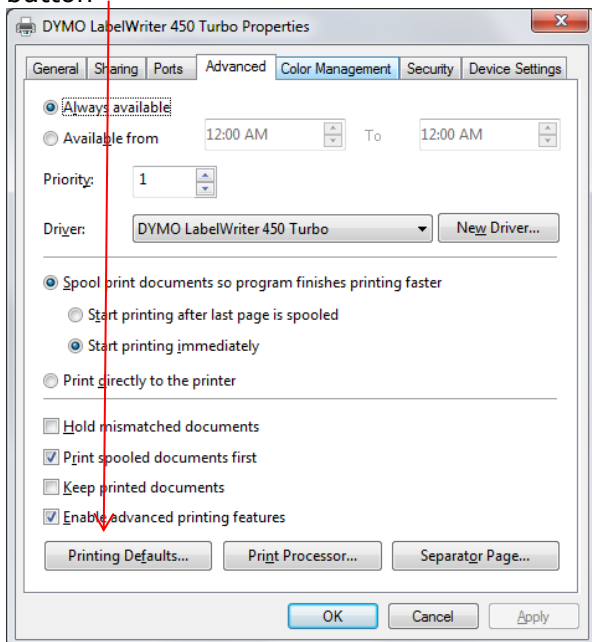 button
DYMO LabelWriter 450 Turbo Properties
General Sharing Ports Advanced Color Management Security Device Settings
Always available
Available from 12:00 AM To 12:00 AM
Priority: 1
Driver: DYMO LabelWriter 450 Turbo New Driver...
Spool print documents so program finishes printing faster
Start printing after last page is spooled
Start printing immediately
Print directly to the printer
Hold mismatched documents
Print spooled documents first
Keep printed documents
Enable advanced printing features
Printing Defaults... Print Processor... Separator Page...
OK Cancel Apply